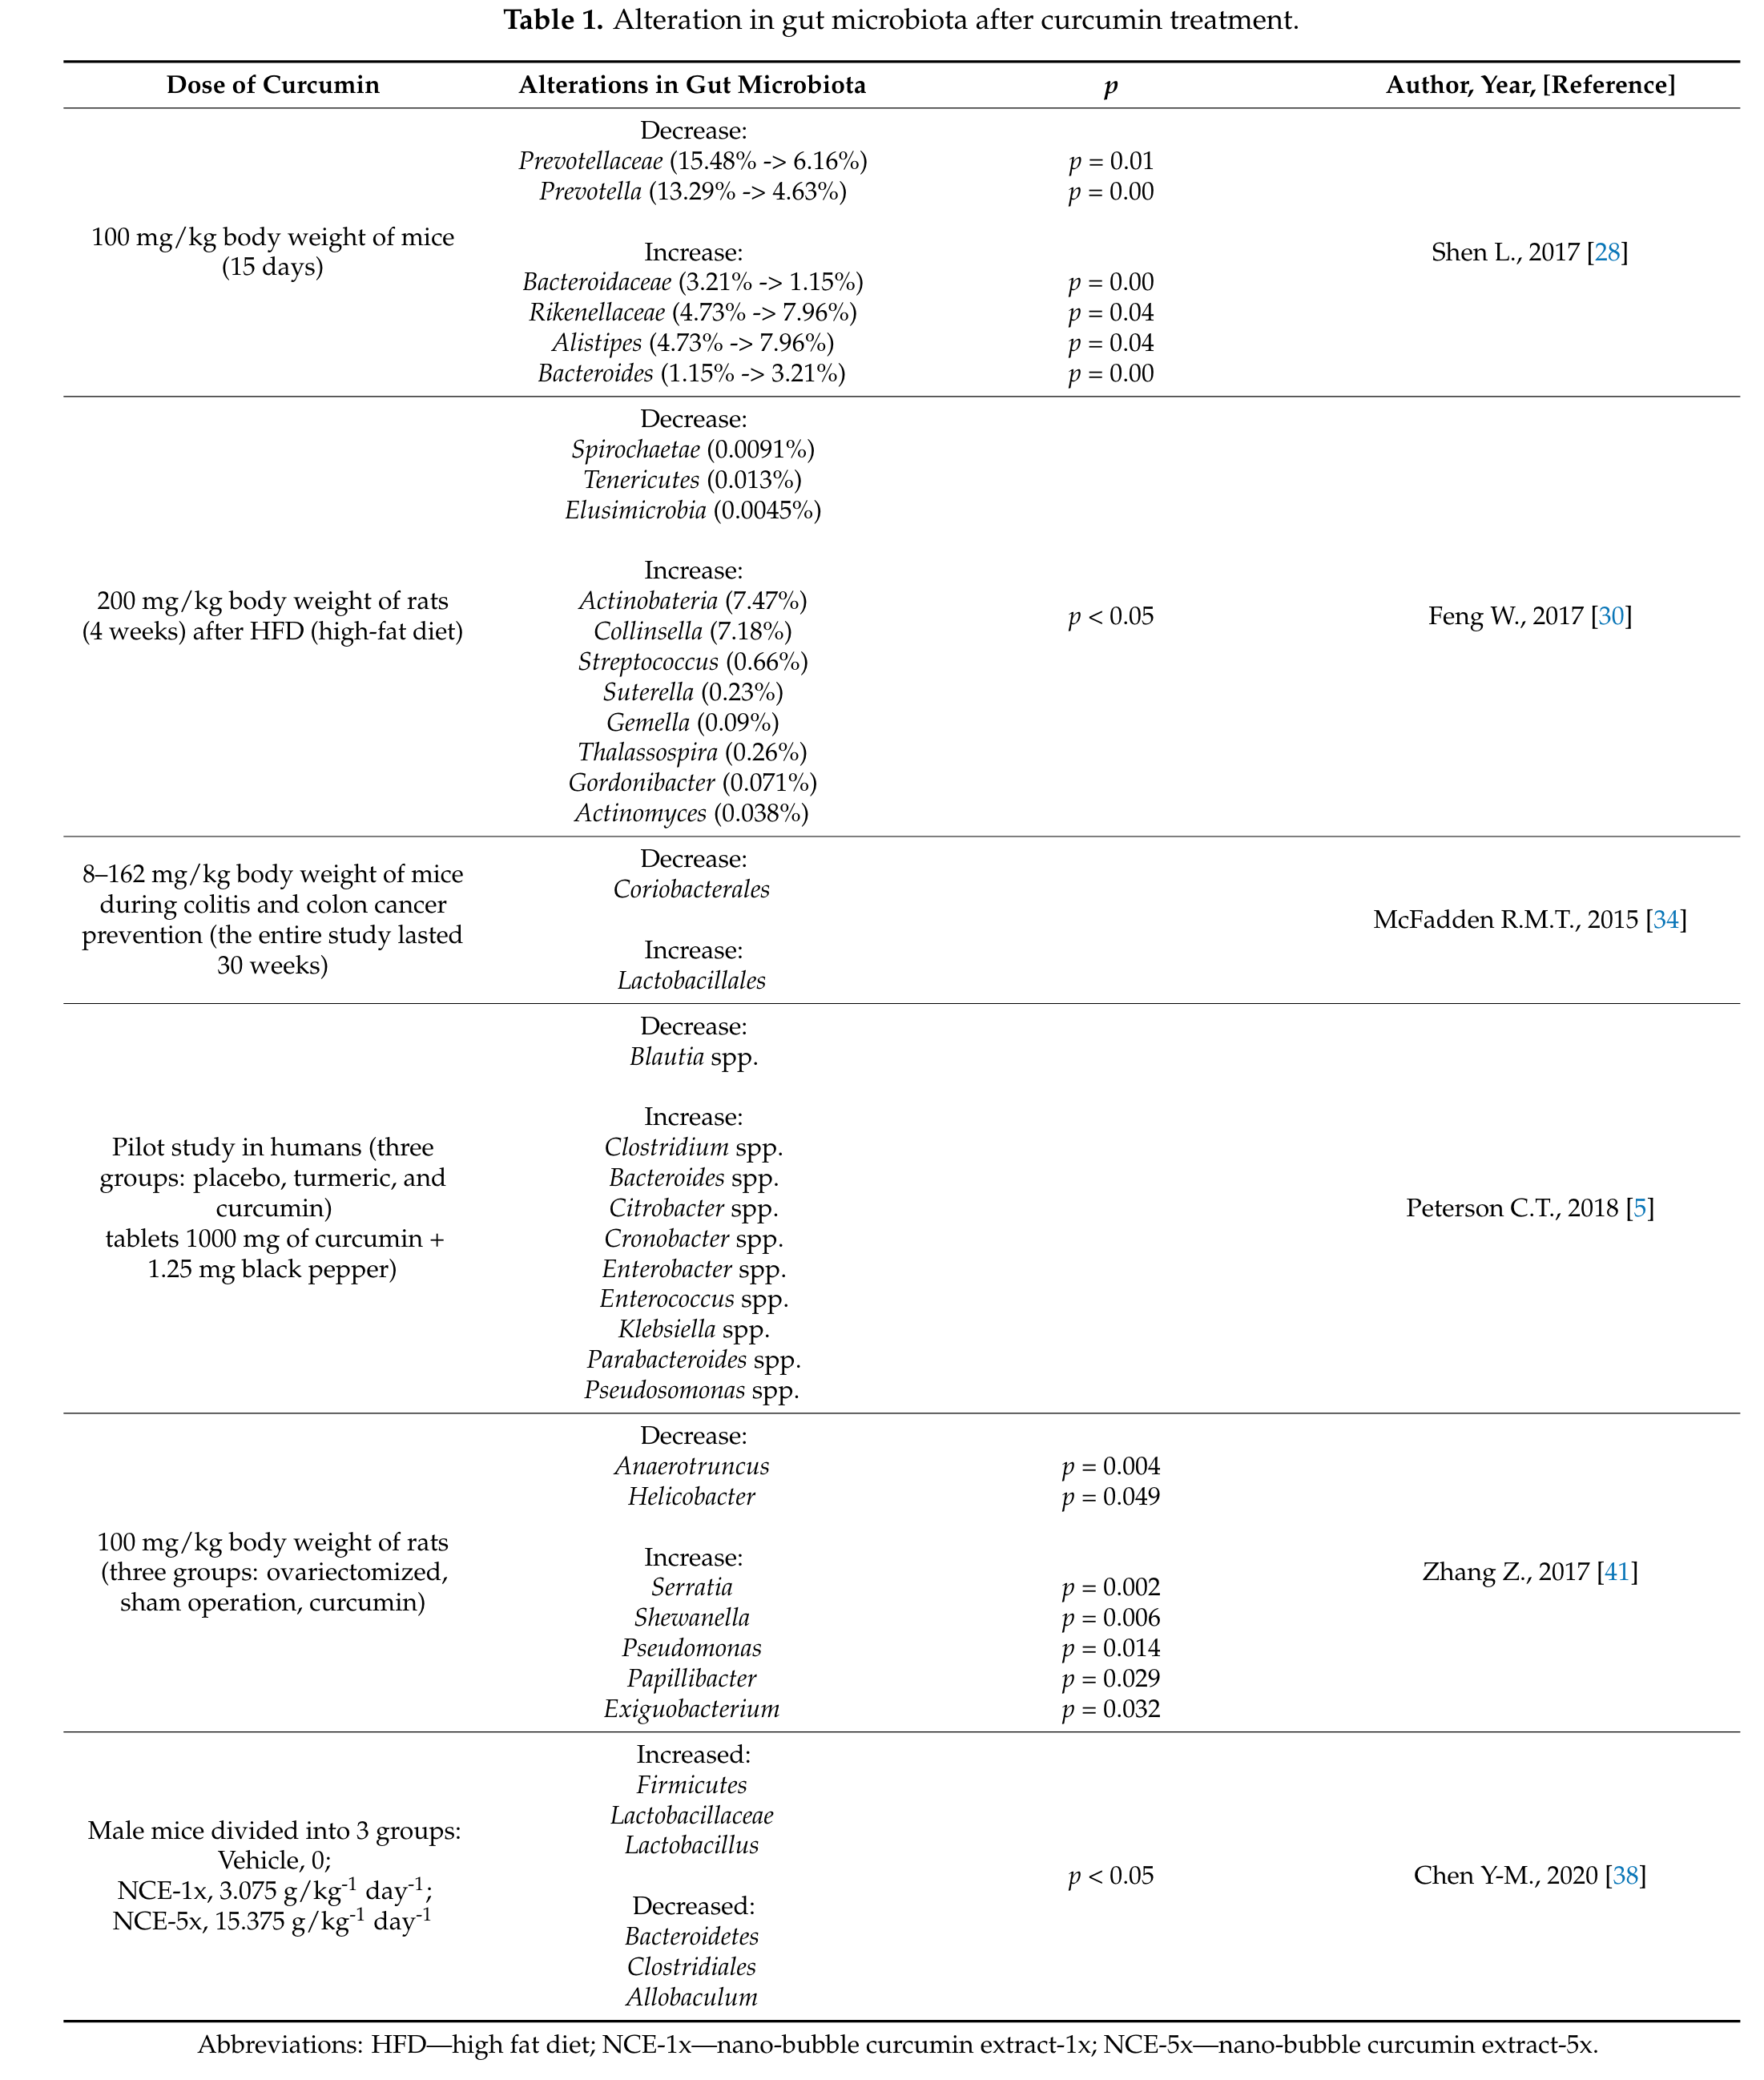 Table 1. Alteration in gut microbiota after curcumin treatment.
Dose of Curcumin Alterations in Gut Microbiota p Author, Year, [Reference]
100 mg/kg body weight of mice
(15 days)
Decrease:
Prevotellaceae (15.48% -> 6.16%) p = 0.01
Prevotella (13.29% -> 4.63%) p = 0.00
Increase:
Bacteroidaceae (3.21% -> 1.15%) p = 0.00
Rikenellaceae (4.73% -> 7.96%) p = 0.04
Alistipes (4.73% -> 7.96%) p = 0.04
Bacteroides (1.15% -> 3.21%) p = 0.00
Shen L., 2017 [28]
200 mg/kg body weight of rats
(4 weeks) after HFD (high-fat diet)
Decrease:
Spirochaetae (0.0091%)
Tenericutes (0.013%)
Elusimicrobia (0.0045%)
Increase:
Actinobateria (7.47%)
Collinsella (7.18%)
Streptococcus (0.66%)
Suterella (0.23%)
Gemella (0.09%)
Thalassospira (0.26%)
Gordonibacter (0.071%)
Actinomyces (0.038%)
p < 0.05
Feng W., 2017 [30]
8–162 mg/kg body weight of mice
during colitis and colon cancer
prevention (the entire study lasted
30 weeks)
Decrease:
Coriobacterales
Increase:
Lactobacillales
McFadden R.M.T., 2015 [34]
Pilot study in humans (three
groups: placebo, turmeric, and
curcumin)
tablets 1000 mg of curcumin +
1.25 mg black pepper)
Decrease:
Blautia spp.
Increase:
Clostridium spp.
Bacteroides spp.
Citrobacter spp.
Cronobacter spp.
Enterobacter spp.
Enterococcus spp.
Klebsiella spp.
Parabacteroides spp.
Pseudosomonas spp.
Peterson C.T., 2018 [5]
100 mg/kg body weight of rats
(three groups: ovariectomized,
sham operation, curcumin)
Decrease:
Anaerotruncus p = 0.004
Helicobacter p = 0.049
Increase:
Serratia p = 0.002
Shewanella p = 0.006
Pseudomonas p = 0.014
Papillibacter p = 0.029
Exiguobacterium p = 0.032
Zhang Z., 2017 [41]
Male mice divided into 3 groups:
Vehicle, 0;
NCE-1x, 3.075 g/kg-1 day-1;
NCE-5x, 15.375 g/kg-1 day-1
Increased:
Firmicutes
Lactobacillaceae
Lactobacillus
Decreased:
Bacteroidetes
Clostridiales
Allobaculum
p < 0.05
Chen Y-M., 2020 [38]
Abbreviations: HFD—high fat diet; NCE-1x—nano-bubble curcumin extract-1x; NCE-5x—nano-bubble curcumin extract-5x.